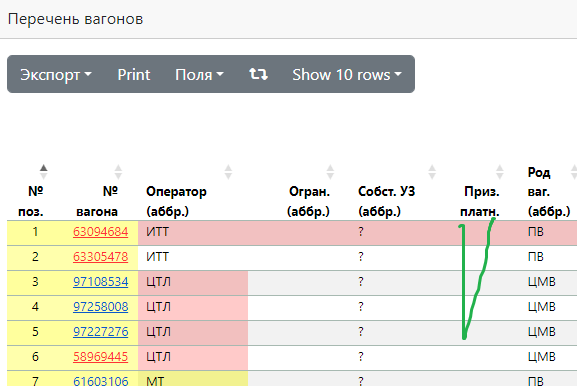 Перечень вагонов
Экспорт Print Поля Show 10 rows
№ поз. № вагона Оператор (аббр.) Огран. (аббр.) Собст. УЗ (аббр.) Приз. платн. Род ваг. (аббр.)
1 63094684 ИТТ ? ПВ
2 63305478 ИТТ ? ПВ
3 97108534 ЦТЛ ? ЦМВ
4 97258008 ЦТЛ ? ЦМВ
5 97227276 ЦТЛ ? ЦМВ
6 58969445 ЦТЛ ? ЦМВ
7 61603106 МТ ? ПВ